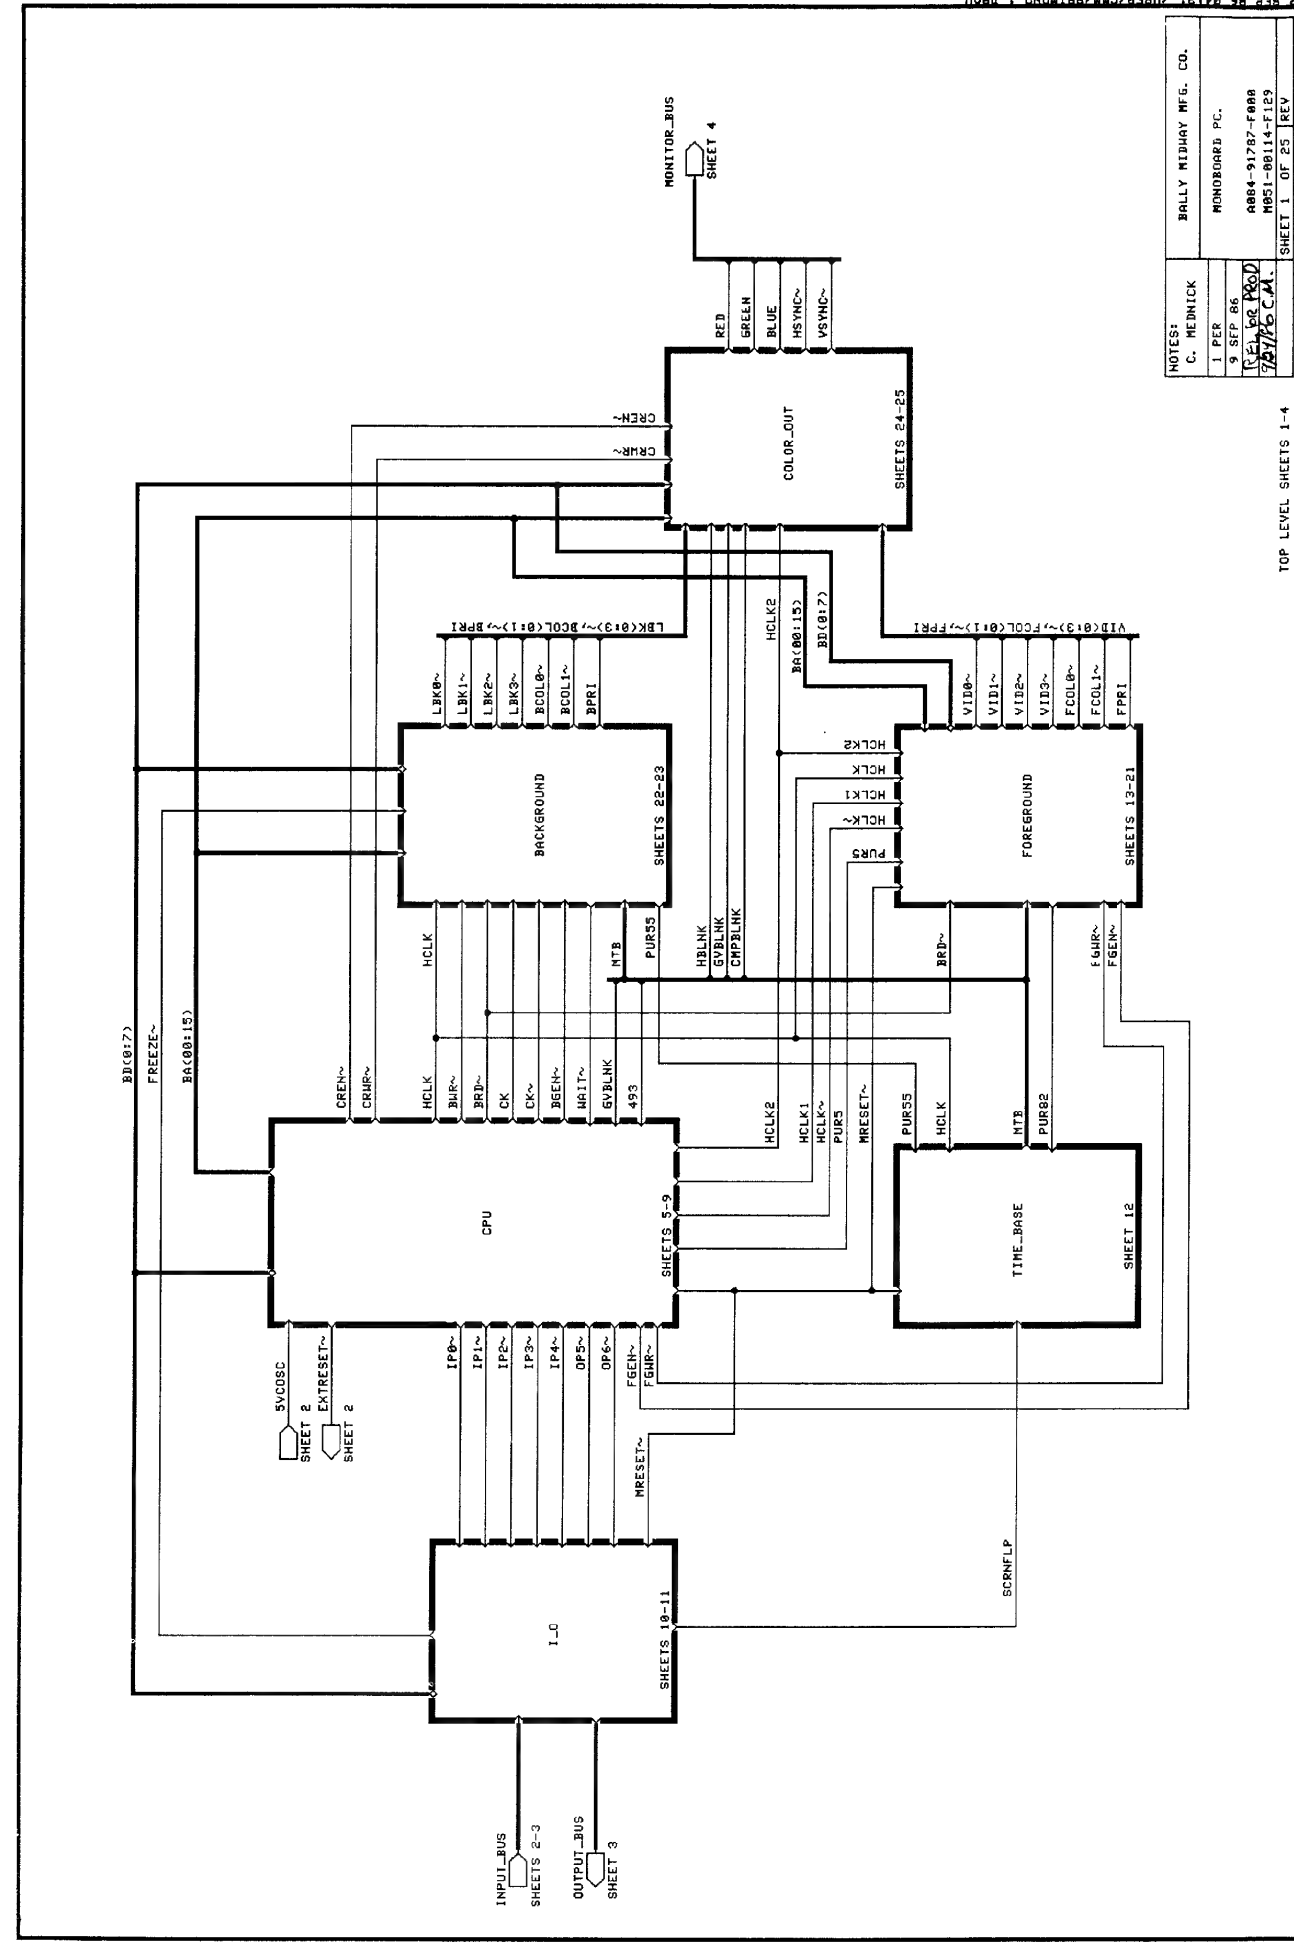 MONITOR_BUS
SHEET 4
RED
GREEN
BLUE
HSYNC~
VSYNC~
CREN~
CRWR~
COLOR_OUT
SHEETS 24-25
LBK(0:3)~,BCOL(0:1)~,BPRI
LBK0~
LBK1~
LBK2~
LBK3~
BCOL0~
BCOL1~
BPRI
HCLK2
BA(00:15)
BD(0:7)
VID(0:3)~,FCOL(0:1)~,FPRI
VID0~
VID1~
VID2~
VID3~
FCOL0~
FCOL1~
FPRI
BACKGROUND
SHEETS 22-23
HCLK2
HCLK
HCLK1
HCLK~
PUR5
FOREGROUND
SHEETS 13-21
BD(0:7)
FREEZE~
BA(00:15)
HCLK
MTB
PUR55
HBLNK
GVBLNK
CMPBLNK
BRD~
FGWR~
FGEN~
CREN~
CRWR~
HCLK
BWR~
BRD~
CK
CK~
BGEN~
WAIT~
GVBLNK
493
HCLK2
HCLK1
HCLK~
PUR5
MRESET~
PUR55
HCLK
MTB
PUR82
CPU
SHEETS 5-9
TIME_BASE
SHEET 12
5VCOSC
SHEET 2
EXTRESET~
SHEET 2
IP0~
IP1~
IP2~
IP3~
IP4~
OP5~
OP6~
FGEN~
FGWR~
MRESET~
SCRNFLP
I_O
SHEETS 10-11
INPUT_BUS
SHEETS 2-3
OUTPUT_BUS
SHEET 3
TOP LEVEL SHEETS 1-4
NOTES:
C. MEDNICK
1 PER
9 SEP 86
REL for PROD
9/24/86 C.M.
BALLY MIDWAY MFG. CO.
MONOBOARD PC.
A084-91787-F000
M051-00114-F129
SHEET 1 OF 25
REV